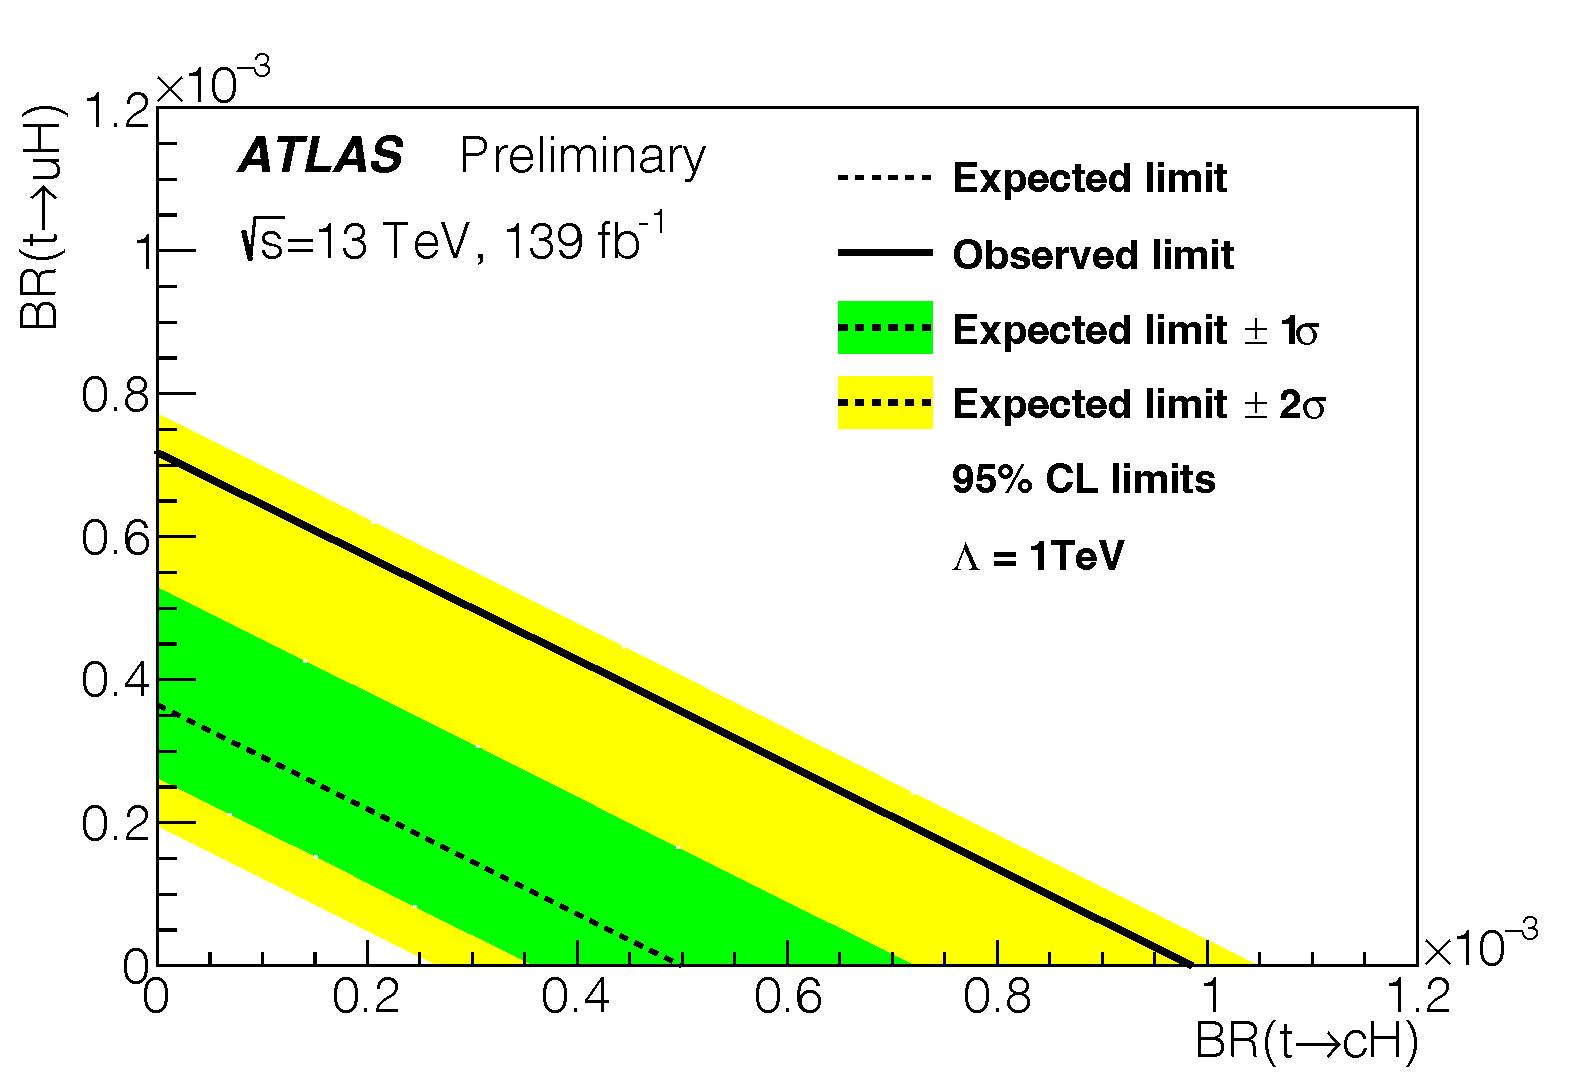 ×10⁻³
BR(t→uH)
1.2
1
0.8
0.6
0.4
0.2
0
ATLAS Preliminary
√s=13 TeV, 139 fb⁻¹
Expected limit
Observed limit
Expected limit ± 1σ
Expected limit ± 2σ
95% CL limits
Λ = 1TeV
0 0.2 0.4 0.6 0.8 1 1.2
×10⁻³
BR(t→cH)